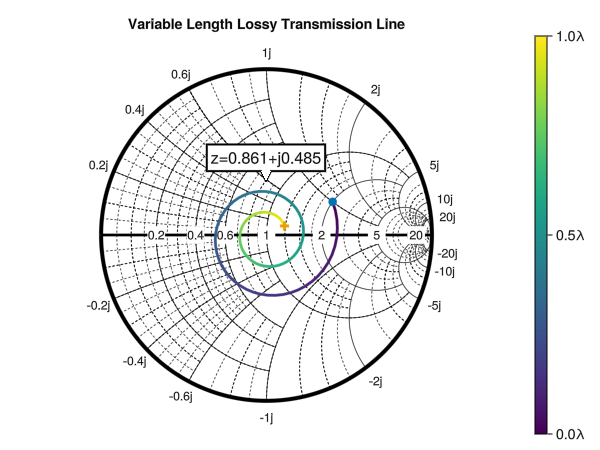 Variable Length Lossy Transmission Line
1.0λ
1j
0.6j
2j
0.4j
z=0.861+j0.485
0.2j
5j
10j
20j
0.2
0.4
0.6
1
2
5
20
0.5λ
-20j
-10j
-0.2j
-5j
-0.4j
-2j
-0.6j
-1j
0.0λ